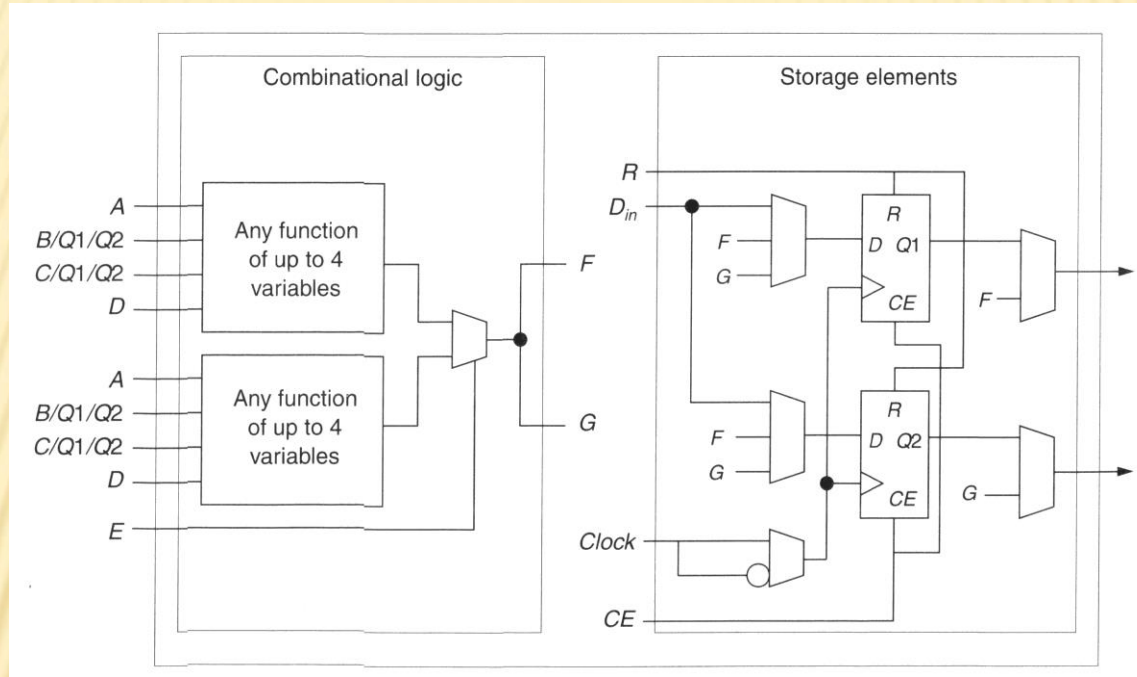 Combinational logic
A
B/Q1/Q2
C/Q1/Q2
D
Any function
of up to 4
variables
A
B/Q1/Q2
C/Q1/Q2
D
Any function
of up to 4
variables
E
F
G
Storage elements
R
Din
F
G
R
D Q1
CE
F
F
G
R
D Q2
CE
G
Clock
CE